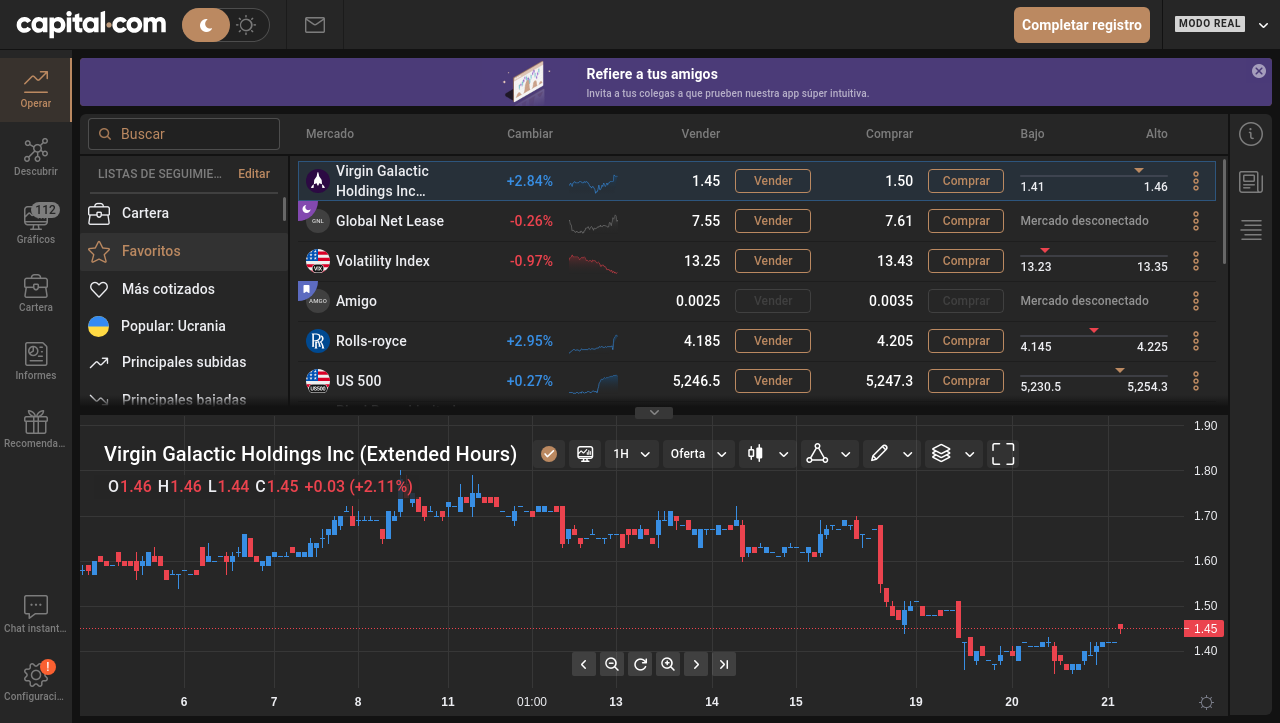 capital.com
Completar registro
MODO REAL
Refiere a tus amigos
Invita a tus colegas a que prueben nuestra app súper intuitiva.
Operar
Descubrir
112
Gráficos
Cartera
Informes
Recomenda...
Chat instant...
!
Configuraci...
Buscar
LISTAS DE SEGUIMIE... Editar
Cartera
Favoritos
Más cotizados
Popular: Ucrania
Principales subidas
Principales bajadas
Mercado Cambiar Vender Comprar Bajo Alto
Virgin Galactic
Holdings Inc... +2.84% 1.45 Vender 1.50 Comprar 1.41 1.46
GNL Global Net Lease -0.26% 7.55 Vender 7.61 Comprar Mercado desconectado
VIX Volatility Index -0.97% 13.25 Vender 13.43 Comprar 13.23 13.35
AMGO Amigo 0.0025 Vender 0.0035 Comprar Mercado desconectado
Rolls-royce +2.95% 4.185 Vender 4.205 Comprar 4.145 4.225
US500 US 500 +0.27% 5,246.5 Vender 5,247.3 Comprar 5,230.5 5,254.3
Virgin Galactic Holdings Inc (Extended Hours) 1H Oferta
O1.46 H1.46 L1.44 C1.45 +0.03 (+2.11%)
1.90
1.80
1.70
1.60
1.50
1.45
1.40
6 7 8 11 01:00 13 14 15 19 20 21